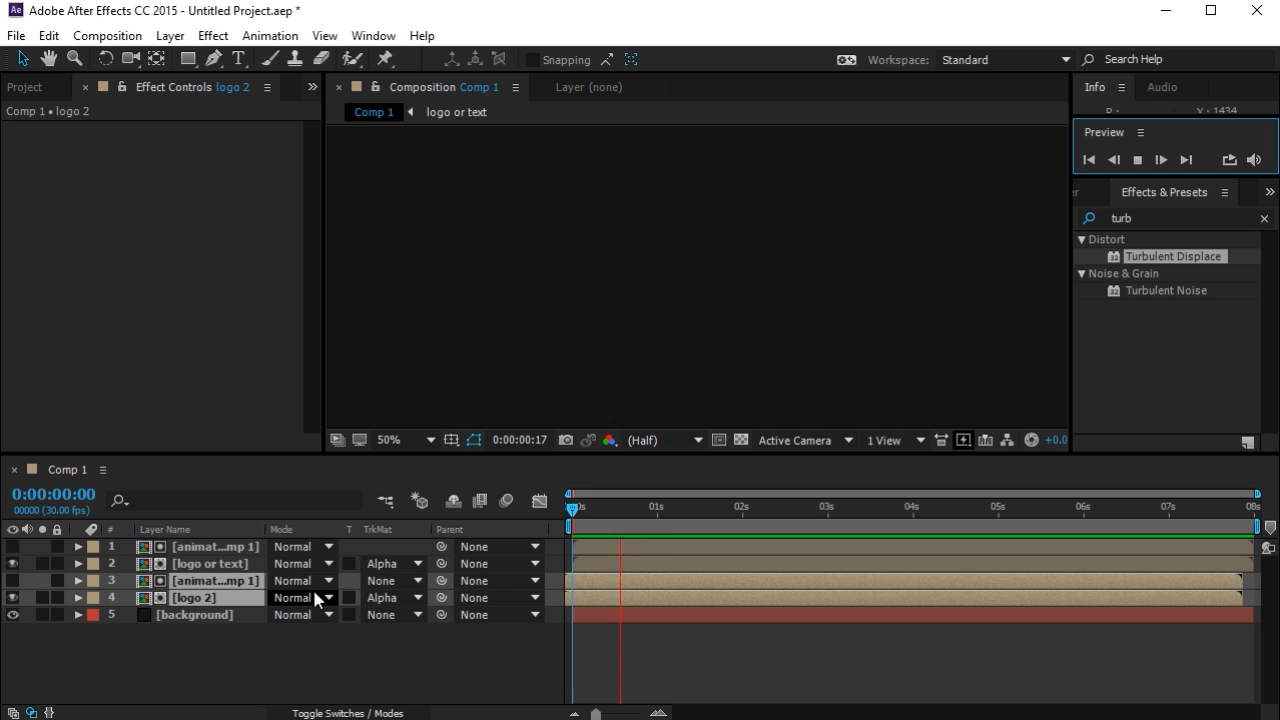 Ae Adobe After Effects CC 2015 - Untitled Project.aep *
File Edit Composition Layer Effect Animation View Window Help
T Snapping Workspace: Standard Search Help
Project × Effect Controls logo 2 × Composition Comp 1 Layer (none) Info Audio
Comp 1 • logo 2 Comp 1 logo or text Y : 1434
Preview
Effects & Presets
turb
Distort
32 Turbulent Displace
Noise & Grain
32 Turbulent Noise
50% 0:00:00:17 (Half) Active Camera 1 View +0.0
× Comp 1
0:00:00:00
00000 (30.00 fps)
01s 02s 03s 04s 05s 06s 07s 08s
# Layer Name Mode T TrkMat Parent
1 [animat...mp 1] Normal None
2 [logo or text] Normal Alpha None
3 [animat...mp 1] Normal None None
4 [logo 2] Normal Alpha None
5 [background] Normal None None
Toggle Switches / Modes